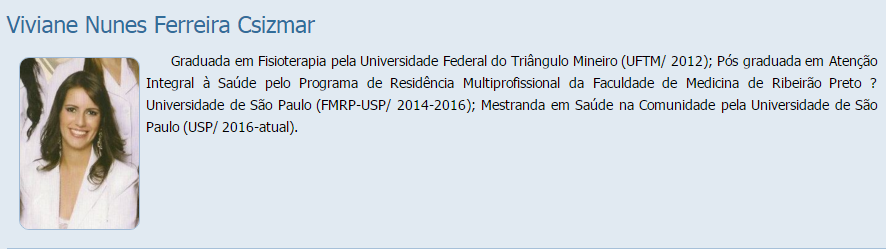 Viviane Nunes Ferreira Csizmar
Graduada em Fisioterapia pela Universidade Federal do Triângulo Mineiro (UFTM/ 2012); Pós graduada em Atenção
Integral à Saúde pelo Programa de Residência Multiprofissional da Faculdade de Medicina de Ribeirão Preto ?
Universidade de São Paulo (FMRP-USP/ 2014-2016); Mestranda em Saúde na Comunidade pela Universidade de São
Paulo (USP/ 2016-atual).